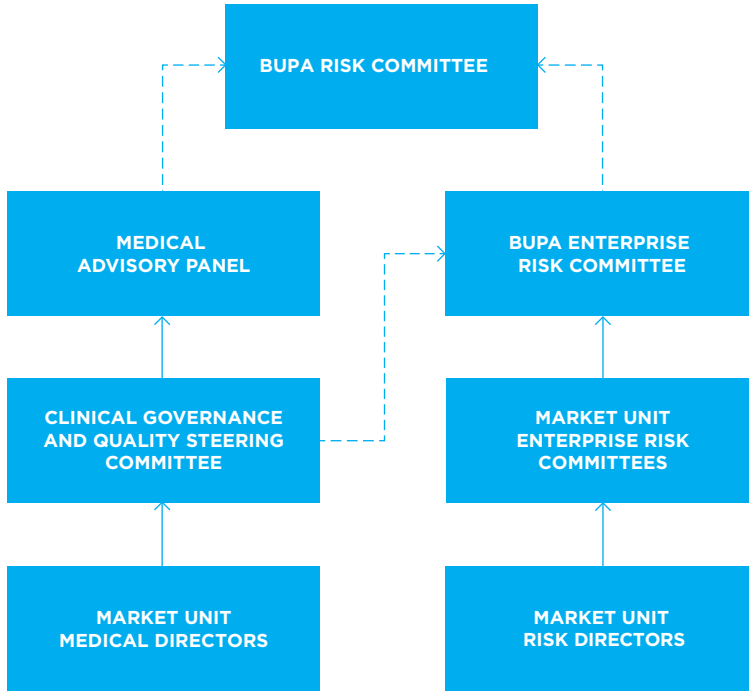 BUPA RISK COMMITTEE
MEDICAL
ADVISORY PANEL
BUPA ENTERPRISE
RISK COMMITTEE
CLINICAL GOVERNANCE
AND QUALITY STEERING
COMMITTEE
MARKET UNIT
ENTERPRISE RISK
COMMITTEES
MARKET UNIT
MEDICAL DIRECTORS
MARKET UNIT
RISK DIRECTORS